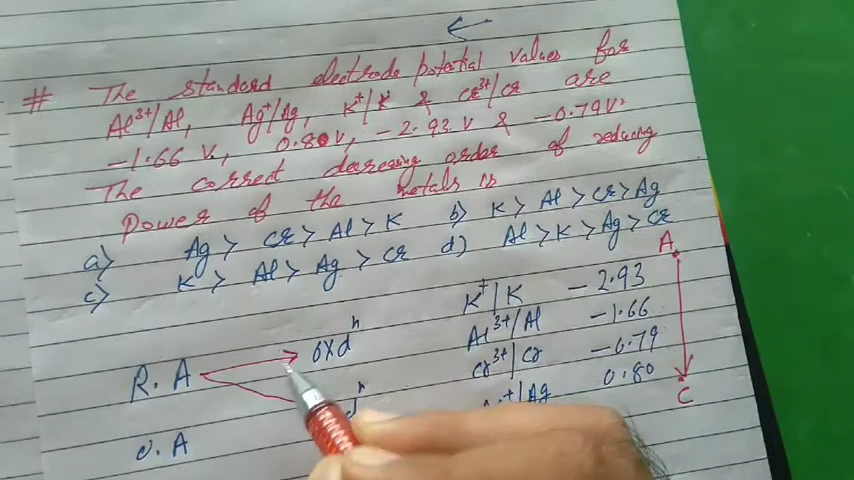 # The standard electrode potential values for
Al³⁺/Al, Ag⁺/Ag, K⁺/K & Cr³⁺/Cr are
-1.66 V, 0.80 V, -2.93 V & -0.79 V.
The correct decreasing order of reducing
Power of the metals is
a) Ag > Cr > Al > K b) K > Al > Cr > Ag
c) K > Al > Ag > Cr d) Al > K > Ag > Cr
A
K⁺/K -2.93
Al³⁺/Al -1.66
R.A oxdⁿ Cr³⁺/Cr -0.79
⁺/Ag 0.80
C
O.A